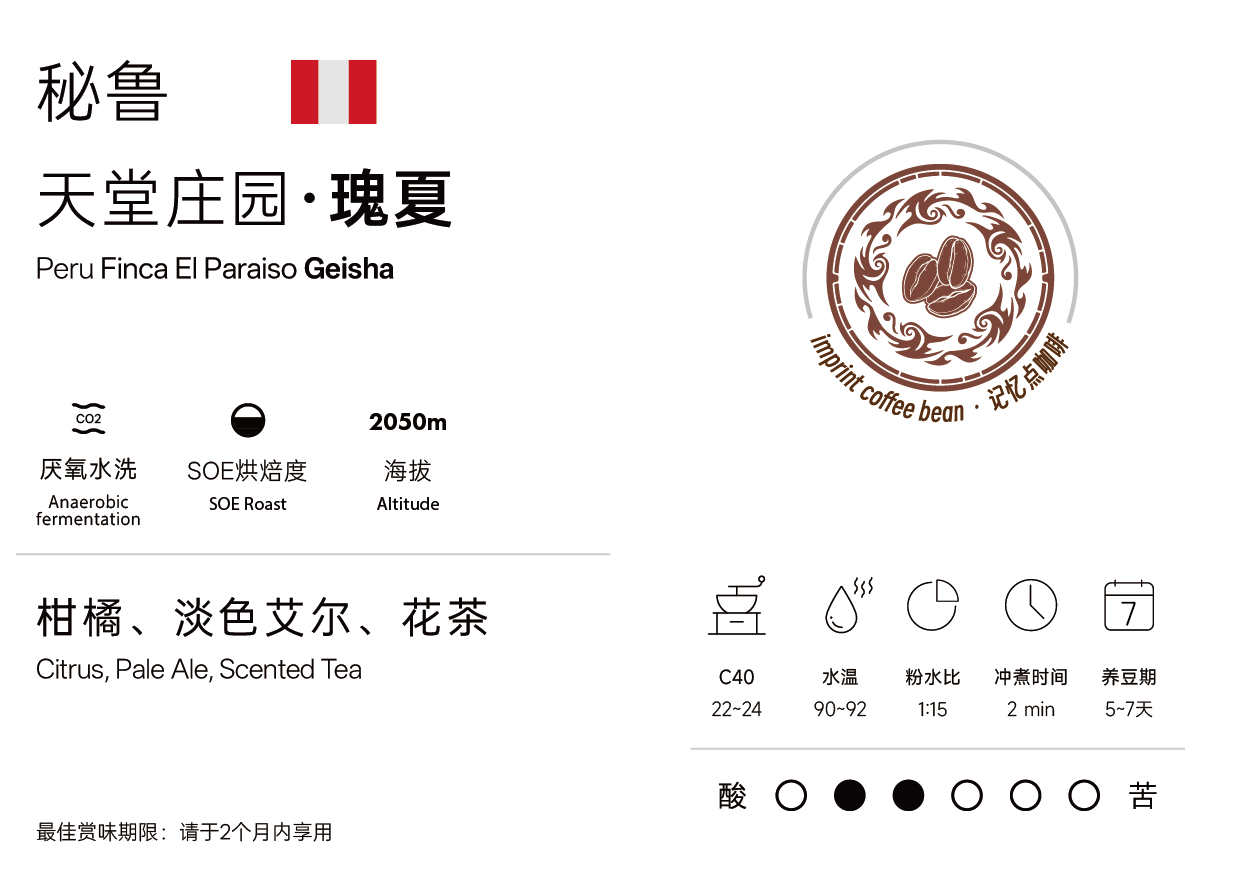 秘鲁
天堂庄园·瑰夏
Peru Finca El Paraiso Geisha
CO2
2050m
厌氧水洗
SOE烘焙度
海拔
Anaerobic
fermentation
SOE Roast
Altitude
柑橘、淡色艾尔、花茶
Citrus, Pale Ale, Scented Tea
最佳赏味期限：请于2个月内享用
imprint coffee bean · 记忆点咖啡
7
C40
水温
粉水比
冲煮时间
养豆期
22~24
90~92
1:15
2 min
5~7天
酸
苦